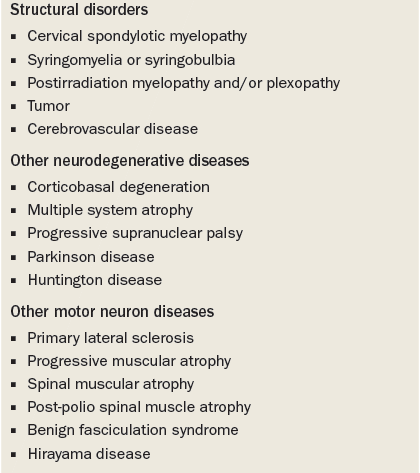 Structural disorders
▪ Cervical spondylotic myelopathy
▪ Syringomyelia or syringobulbia
▪ Postirradiation myelopathy and/or plexopathy
▪ Tumor
▪ Cerebrovascular disease
Other neurodegenerative diseases
▪ Corticobasal degeneration
▪ Multiple system atrophy
▪ Progressive supranuclear palsy
▪ Parkinson disease
▪ Huntington disease
Other motor neuron diseases
▪ Primary lateral sclerosis
▪ Progressive muscular atrophy
▪ Spinal muscular atrophy
▪ Post-polio spinal muscle atrophy
▪ Benign fasciculation syndrome
▪ Hirayama disease